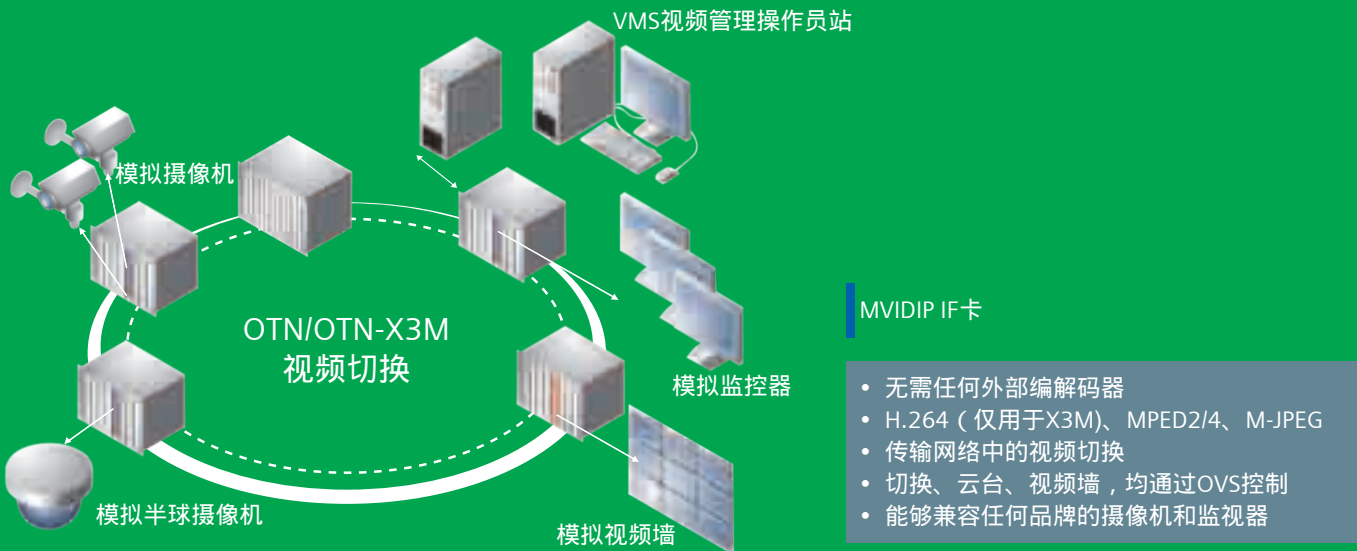 VMS视频管理操作员站
模拟摄像机
OTN/OTN-X3M
视频切换
MVIDIP IF卡
模拟监控器
• 无需任何外部编解码器
• H.264（仅用于X3M)、MPED2/4、M-JPEG
• 传输网络中的视频切换
• 切换、云台、视频墙，均通过OVS控制
• 能够兼容任何品牌的摄像机和监视器
模拟半球摄像机
模拟视频墙